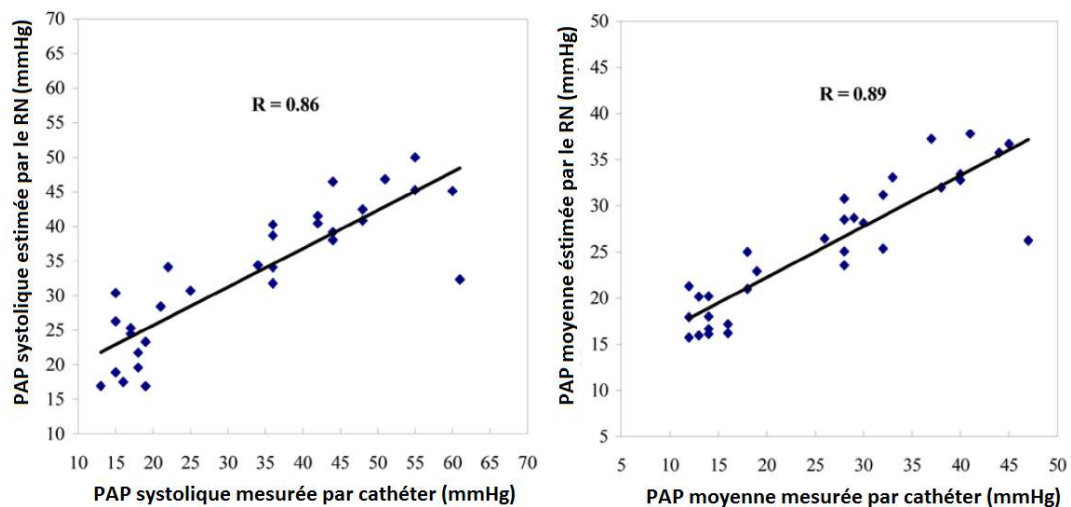 PAP systolique estimée par le RN (mmHg)
70
65
60
55
50
45
40
35
30
25
20
15
10
R = 0.86
10 15 20 25 30 35 40 45 50 55 60 65 70
PAP systolique mesurée par cathéter (mmHg)
PAP moyenne éstimée par le RN (mmHg)
50
45
40
35
30
25
20
15
10
5
R = 0.89
5 10 15 20 25 30 35 40 45 50
PAP moyenne mesurée par cathéter (mmHg)